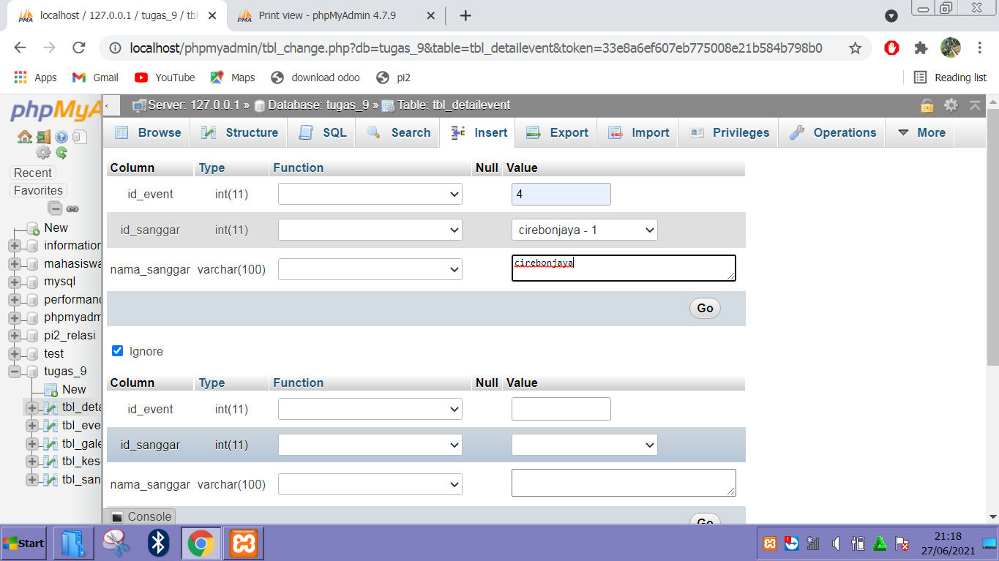 localhost / 127.0.0.1 / tugas_9 / tbl_
Print view - phpMyAdmin 4.7.9
localhost/phpmyadmin/tbl_change.php?db=tugas_9&table=tbl_detailevent&token=33e8a6ef607eb775008e21b584b798b0
Apps Gmail YouTube Maps download odoo pi2 Reading list
phpMyA
Recent
Favorites
New
information
mahasiswa
mysql
performanc
phpmyadm
pi2_relasi
test
tugas_9
New
tbl_deta
tbl_eve
tbl_gale
tbl_kes
tbl_san
Server: 127.0.0.1 » Database: tugas_9 » Table: tbl_detailevent
Browse Structure SQL Search Insert Export Import Privileges Operations More
Column Type Function Null Value
id_event int(11) 4
id_sanggar int(11) cirebonjaya - 1
nama_sanggar varchar(100) cirebonjaya
Go
Ignore
Column Type Function Null Value
id_event int(11)
id_sanggar int(11)
nama_sanggar varchar(100)
Go
Console
Start
21:18
27/06/2021